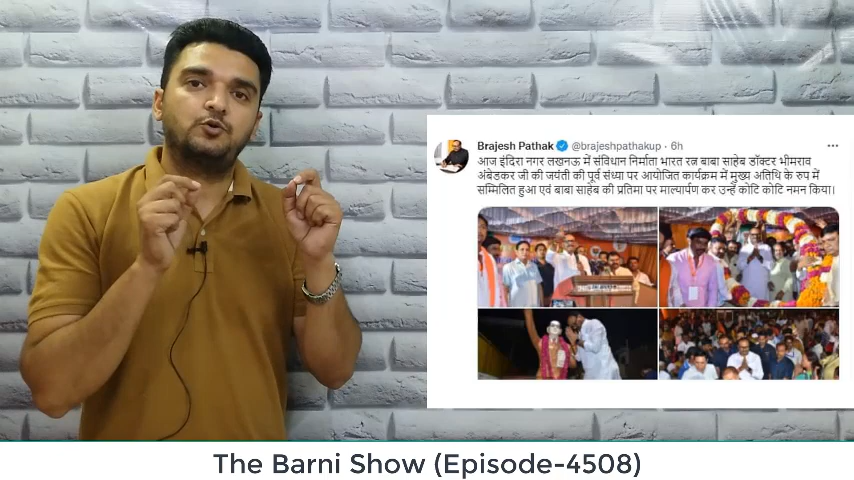 Brajesh Pathak @brajeshpathakup · 6h
आज इंदिरा नगर लखनऊ में संविधान निर्माता भारत रत्न बाबा साहेब डॉक्टर भीमराव
अंबेडकर जी की जयंती की पूर्व संध्या पर आयोजित कार्यक्रम में मुख्य अतिथि के रुप में
सम्मिलित हुआ एवं बाबा साहेब की प्रतिमा पर माल्यार्पण कर उन्हें कोटि कोटि नमन किया।
The Barni Show (Episode-4508)